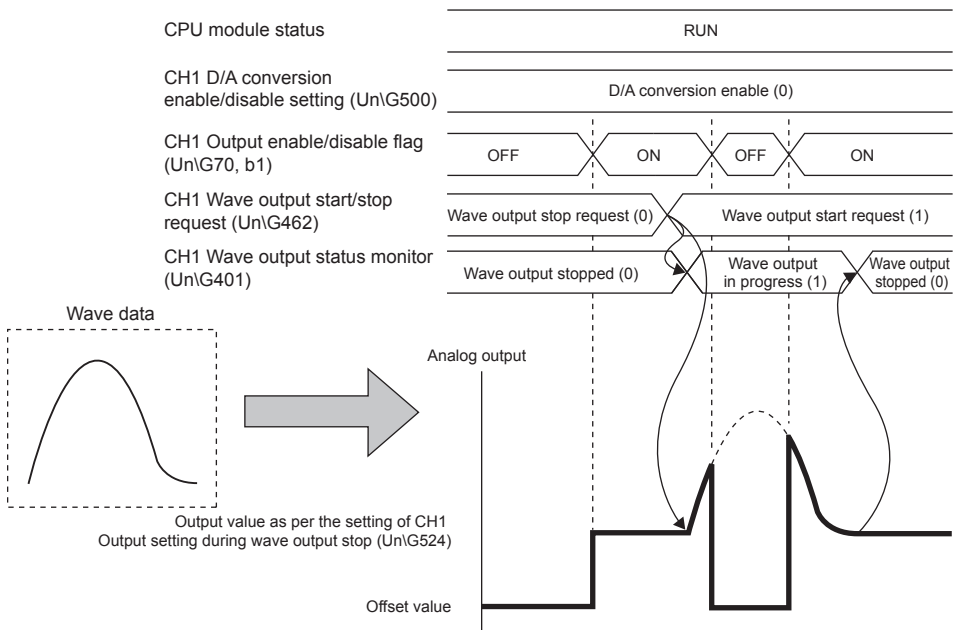 CPU module status
RUN
CH1 D/A conversion
enable/disable setting (Un\G500)
D/A conversion enable (0)
CH1 Output enable/disable flag
(Un\G70, b1)
OFF
ON
OFF
ON
CH1 Wave output start/stop
request (Un\G462)
Wave output stop request (0)
Wave output start request (1)
CH1 Wave output status monitor
(Un\G401)
Wave output stopped (0)
Wave output
in progress (1)
Wave output
stopped (0)
Wave data
Analog output
Output value as per the setting of CH1
Output setting during wave output stop (Un\G524)
Offset value